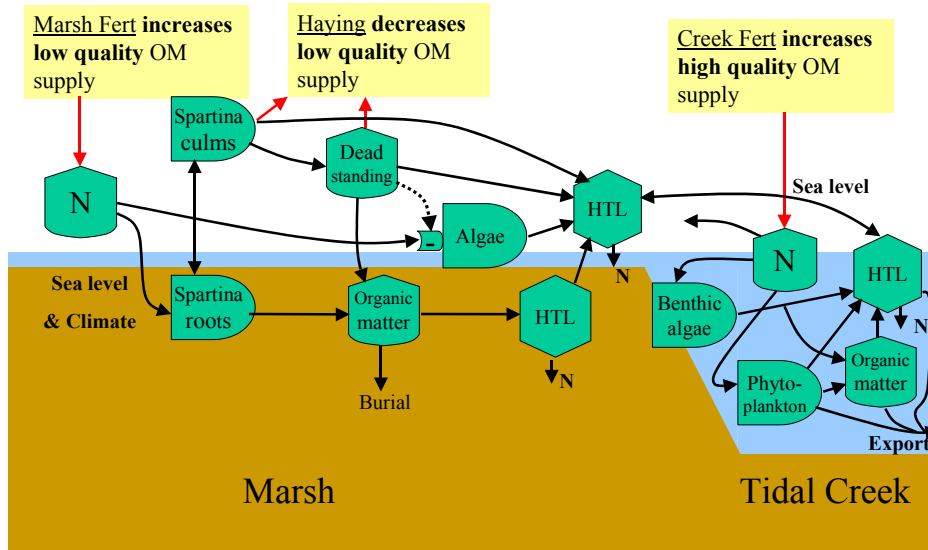 Marsh Fert increases
low quality OM
supply
Haying decreases
low quality OM
supply
Creek Fert increases
high quality OM
supply
Spartina
culms
Dead
standing
N
HTL
Sea level
-
Algae
N
N
HTL
Sea level
& Climate
Spartina
roots
Organic
matter
HTL
Benthic
algae
N
N
Burial
Organic
matter
Phyto-
plankton
Export
Marsh
Tidal Creek